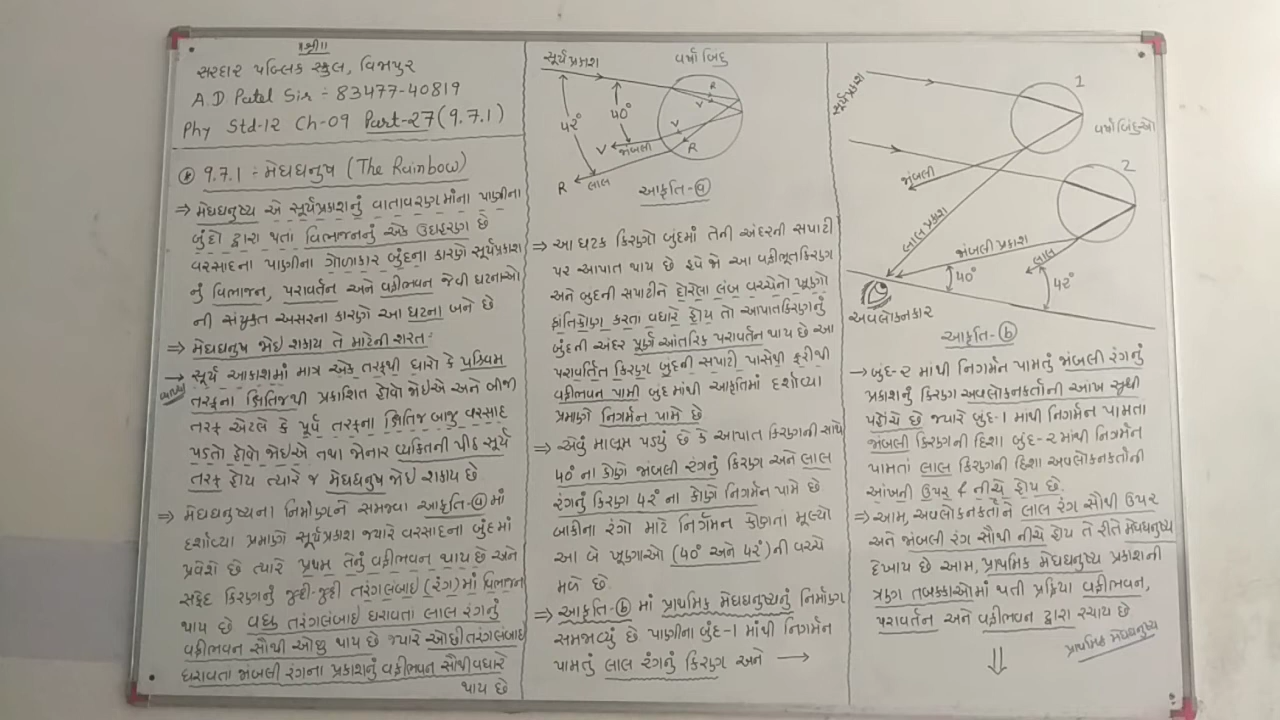 શ્રી॥
સરદાર પબ્લિક સ્કુલ, વિજાપુર
A.D Patel Sir :- 83477-40819
Phy Std-12 Ch-09 Part-27 (9.7.1)
* 9.7.1 :- મેઘધનુષ (The Rainbow)
⇒ મેઘધનુષ્ય એ સૂર્યપ્રકાશનું વાતાવરણમાંના પાણીના
બુંદો દ્વારા થતાં વિભાજનનું એક ઉદાહરણ છે
વરસાદના પાણીના ગોળાકાર બુંદના કારણે સૂર્યપ્રકાશ
નું વિભાજન, પરાવર્તન અને વક્રીભવન જેવી ઘટનાઓ
ની સંયુક્ત અસરના કારણે આ ઘટના બને છે
⇒ મેઘધનુષ જોઇ શકાય તે માટેની શરત:
→ સૂર્ય આકાશમાં માત્ર એક તરફથી ધારો કે પશ્ચિમ
તરફના ક્ષિતિજથી પ્રકાશિત હોવો જોઇએ અને બીજી
તરફ એટલે કે પૂર્વ તરફના ક્ષિતિજ બાજુ વરસાદ
પડતો હોવો જોઇએ તથા જોનાર વ્યક્તિની પીઠ સૂર્ય
તરફ હોય ત્યારે જ મેઘધનુષ જોઇ શકાય છે
⇒ મેઘધનુષ્યના નિર્માણને સમજવા આકૃતિ-ⓐ માં
દર્શાવ્યા પ્રમાણે સૂર્યપ્રકાશ જ્યારે વરસાદના બુંદમાં
પ્રવેશે છે ત્યારે પ્રથમ તેનું વક્રીભવન થાય છે અને
સફેદ કિરણનું જુદી-જુદી તરંગલંબાઇ (રંગ)માં વિભાજન
થાય છે વધુ તરંગલંબાઇ ધરાવતા લાલ રંગનું
વક્રીભવન સૌથી ઓછુ થાય છે જ્યારે ઓછી તરંગલંબાઇ
ધરાવતા જાંબલી રંગના પ્રકાશનું વક્રીભવન સૌથી વધારે
થાય છે
સૂર્યપ્રકાશ
વર્ષાબિંદુ
R
V
40°
42°
V
R
V જાંબલી
R લાલ
આકૃતિ-ⓐ
⇒ આ ઘટક કિરણો બુંદમાં તેની અંદરની સપાટી
પર આપાત થાય છે હવે જો આ વક્રીભૂતકિરણ
અને બુંદની સપાટીને દોરેલા લંબ વચ્ચેનો ખૂણો
ક્રાંતિકોણ કરતા વધારે હોય તો આપાતકિરણનું
બુંદની અંદર પૂર્ણ આંતરિક પરાવર્તન થાય છે આ
પરાવર્તિત કિરણ બુંદની સપાટી પાસેથી ફરીથી
વક્રીભવન પામી બુંદમાંથી આકૃતિમાં દર્શાવ્યા
પ્રમાણે નિર્ગમન પામે છે
⇒ એવું માલૂમ પડ્યું છે કે આપાત કિરણની સાપેક્ષે
40° ના કોણે જાંબલી રંગનું કિરણ અને લાલ
રંગનું કિરણ 42° ના કોણે નિર્ગમન પામે છે
બાકીના રંગો માટે નિર્ગમન કોણના મૂલ્યો
આ બે ખૂણાઓ (40° અને 42°)ની વચ્ચે
મળે છે.
⇒ આકૃતિ-ⓑ માં પ્રાથમિક મેઘધનુષ્યનું નિર્માણ
સમજાવ્યું છે પાણીના બુંદ-1 માંથી નિર્ગમન
પામતું લાલ રંગનું કિરણ અને →
સૂર્યપ્રકાશ
1
વર્ષાબિંદુઓ
2
જાંબલી
લાલ પ્રકાશ
જાંબલી પ્રકાશ
લાલ
40°
42°
અવલોકનકાર
આકૃતિ-ⓑ
→ બુંદ-2 માંથી નિર્ગમન પામતું જાંબલી રંગનું
પ્રકાશનું કિરણ અવલોકનકર્તાની આંખ સુધી
પહોંચે છે જ્યારે બુંદ-1 માંથી નિર્ગમન પામતા
જાંબલી કિરણની દિશા બુંદ-2 માંથી નિર્ગમન
પામતાં લાલ કિરણની દિશા અવલોકનકર્તાની
આંખની ઉપર & નીચે હોય છે.
⇒ આમ, અવલોકનકર્તાને લાલ રંગ સૌથી ઉપર
અને જાંબલી રંગ સૌથી નીચે હોય તે રીતે મેઘધનુષ્ય
દેખાય છે આમ, પ્રાથમિક મેઘધનુષ્ય પ્રકાશની
ત્રણ તબક્કાઓમાં થતી પ્રક્રિયા વક્રીભવન,
પરાવર્તન અને વક્રીભવન દ્વારા રચાય છે
⇓ પ્રાથમિક મેઘધનુષ્ય